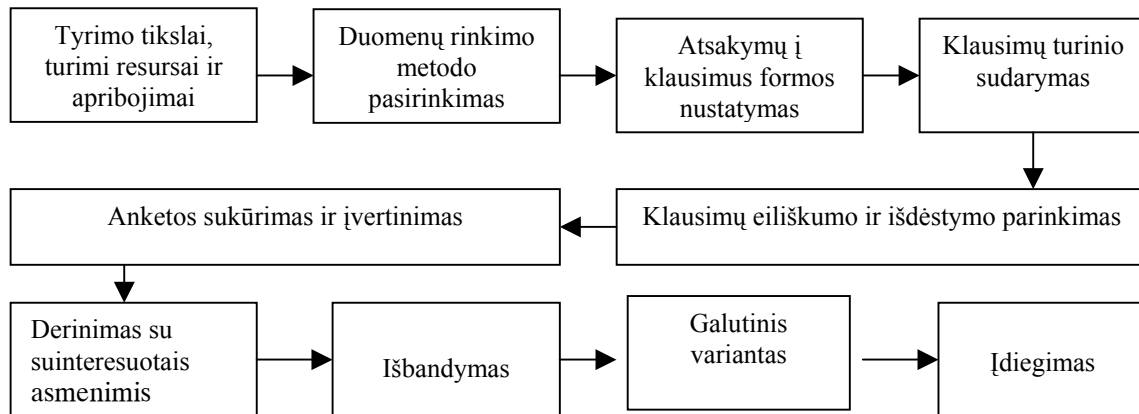 Tyrimo tikslai,
turimi resursai ir
apribojimai
Duomenų rinkimo
metodo
pasirinkimas
Atsakymų į
klausimus formos
nustatymas
Klausimų turinio
sudarymas
Klausimų eiliškumo ir išdėstymo parinkimas
Anketos sukūrimas ir įvertinimas
Derinimas su
suinteresuotais
asmenimis
Išbandymas
Galutinis
variantas
Įdiegimas